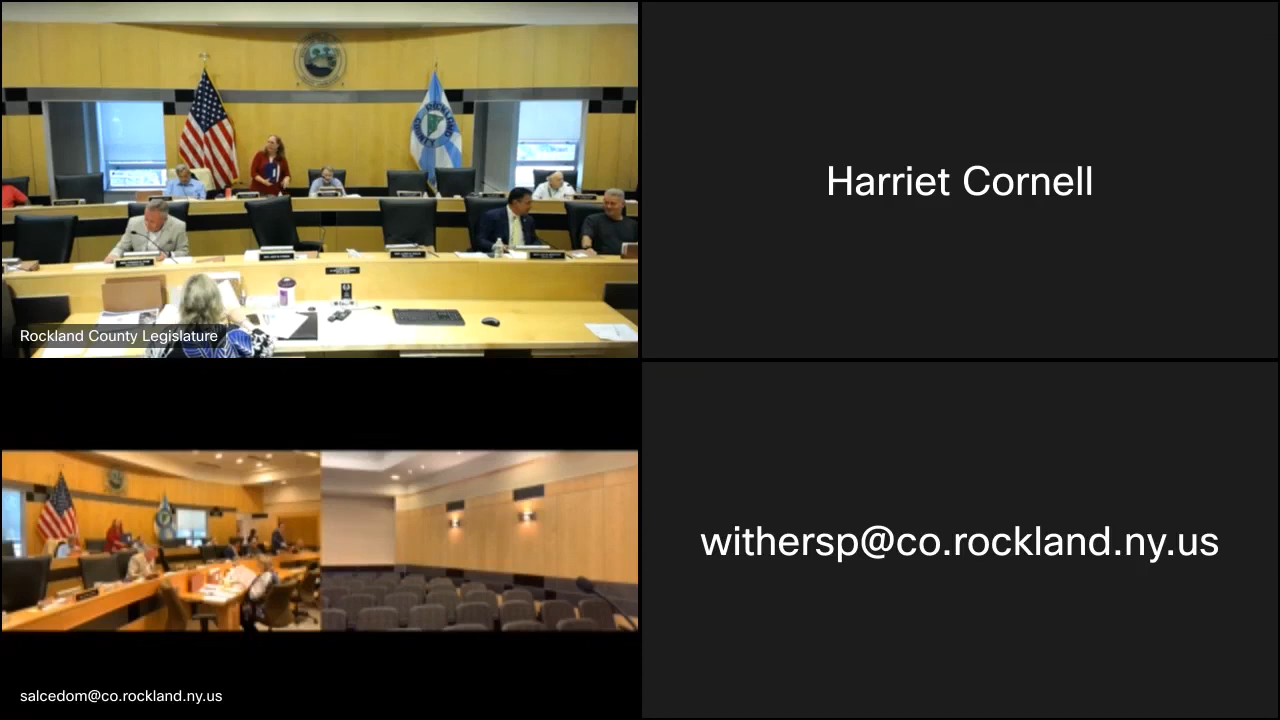 Rockland County Legislature
Harriet Cornell
salcedom@co.rockland.ny.us
withersp@co.rockland.ny.us